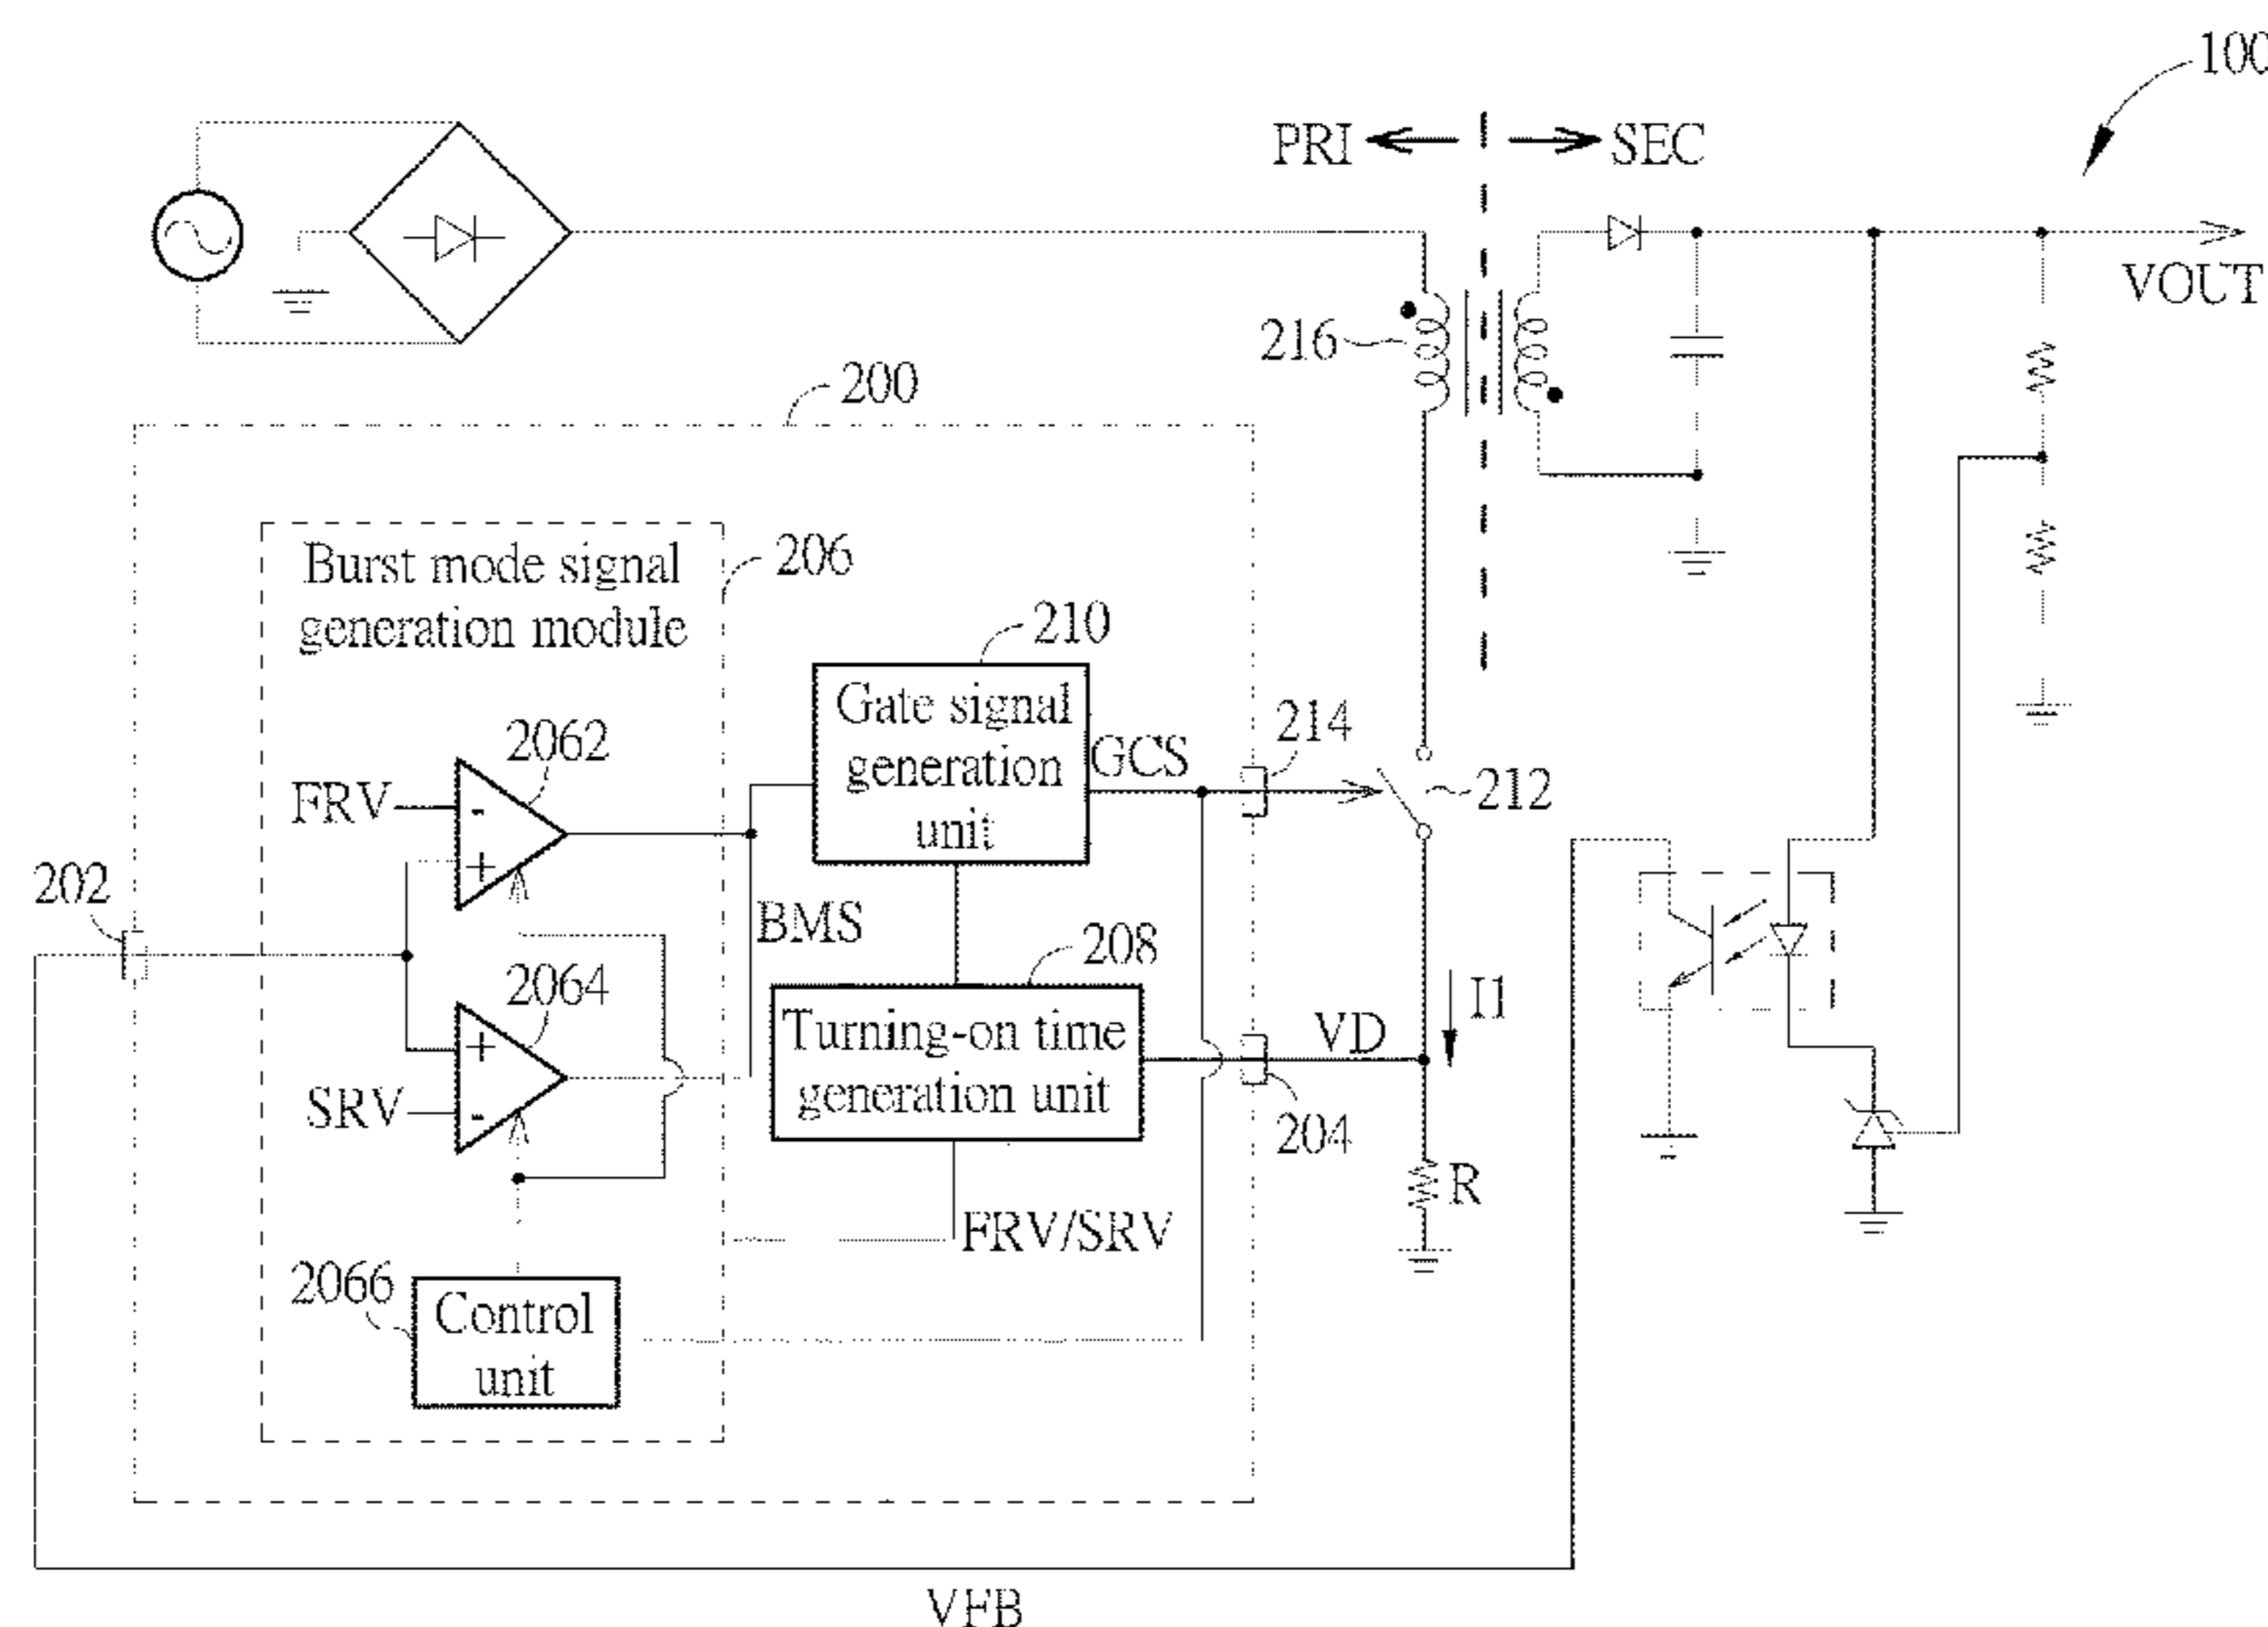 100
PRI
SEC
VOUT
216
200
Burst mode signal
generation module
206
210
Gate signal
generation
unit
GCS
214
212
2062
FRV
-
+
202
BMS
208
2064
+
SRV
-
Turning-on time
generation unit
VD
I1
204
R
FRV/SRV
2066
Control
unit
VFB